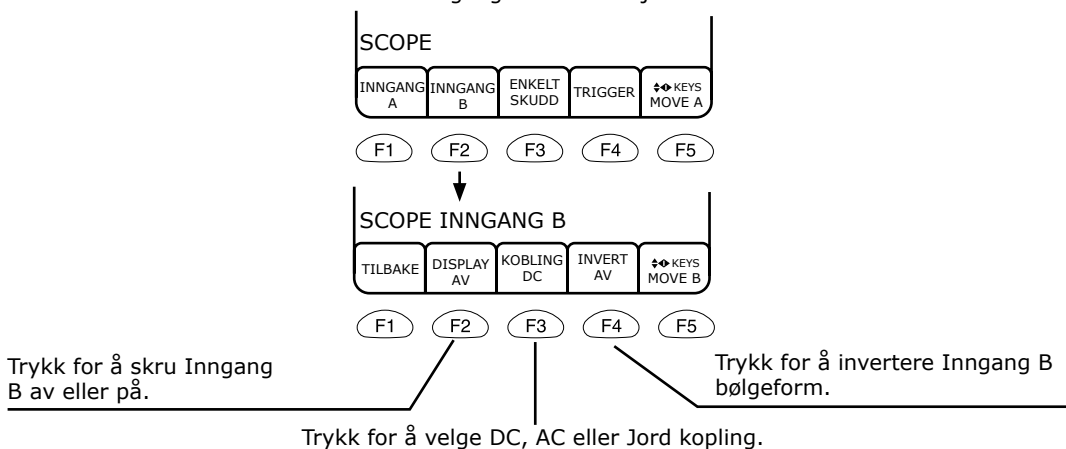 SCOPE
INNGANG A
INNGANG B
ENKELT SKUDD
TRIGGER
KEYS MOVE A
F1 F2 F3 F4 F5
SCOPE INNGANG B
TILBAKE
DISPLAY AV
KOBLING DC
INVERT AV
KEYS MOVE B
F1 F2 F3 F4 F5
Trykk for å skru Inngang
B av eller på.
Trykk for å invertere Inngang B
bølgeform.
Trykk for å velge DC, AC eller Jord kopling.